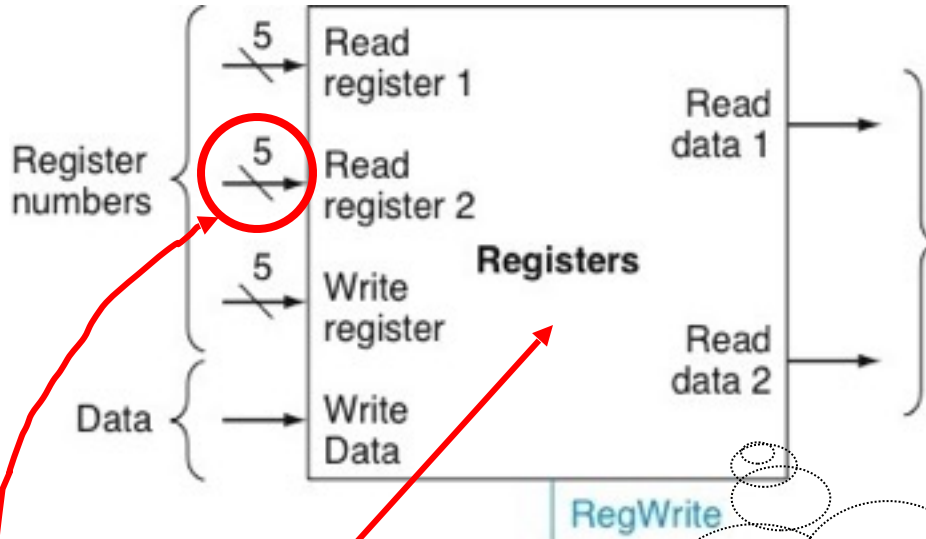 5
Read
register 1
Read
data 1
5
Read
register 2
Register
numbers
Registers
5
Write
register
Read
data 2
Data
Write
Data
RegWrite